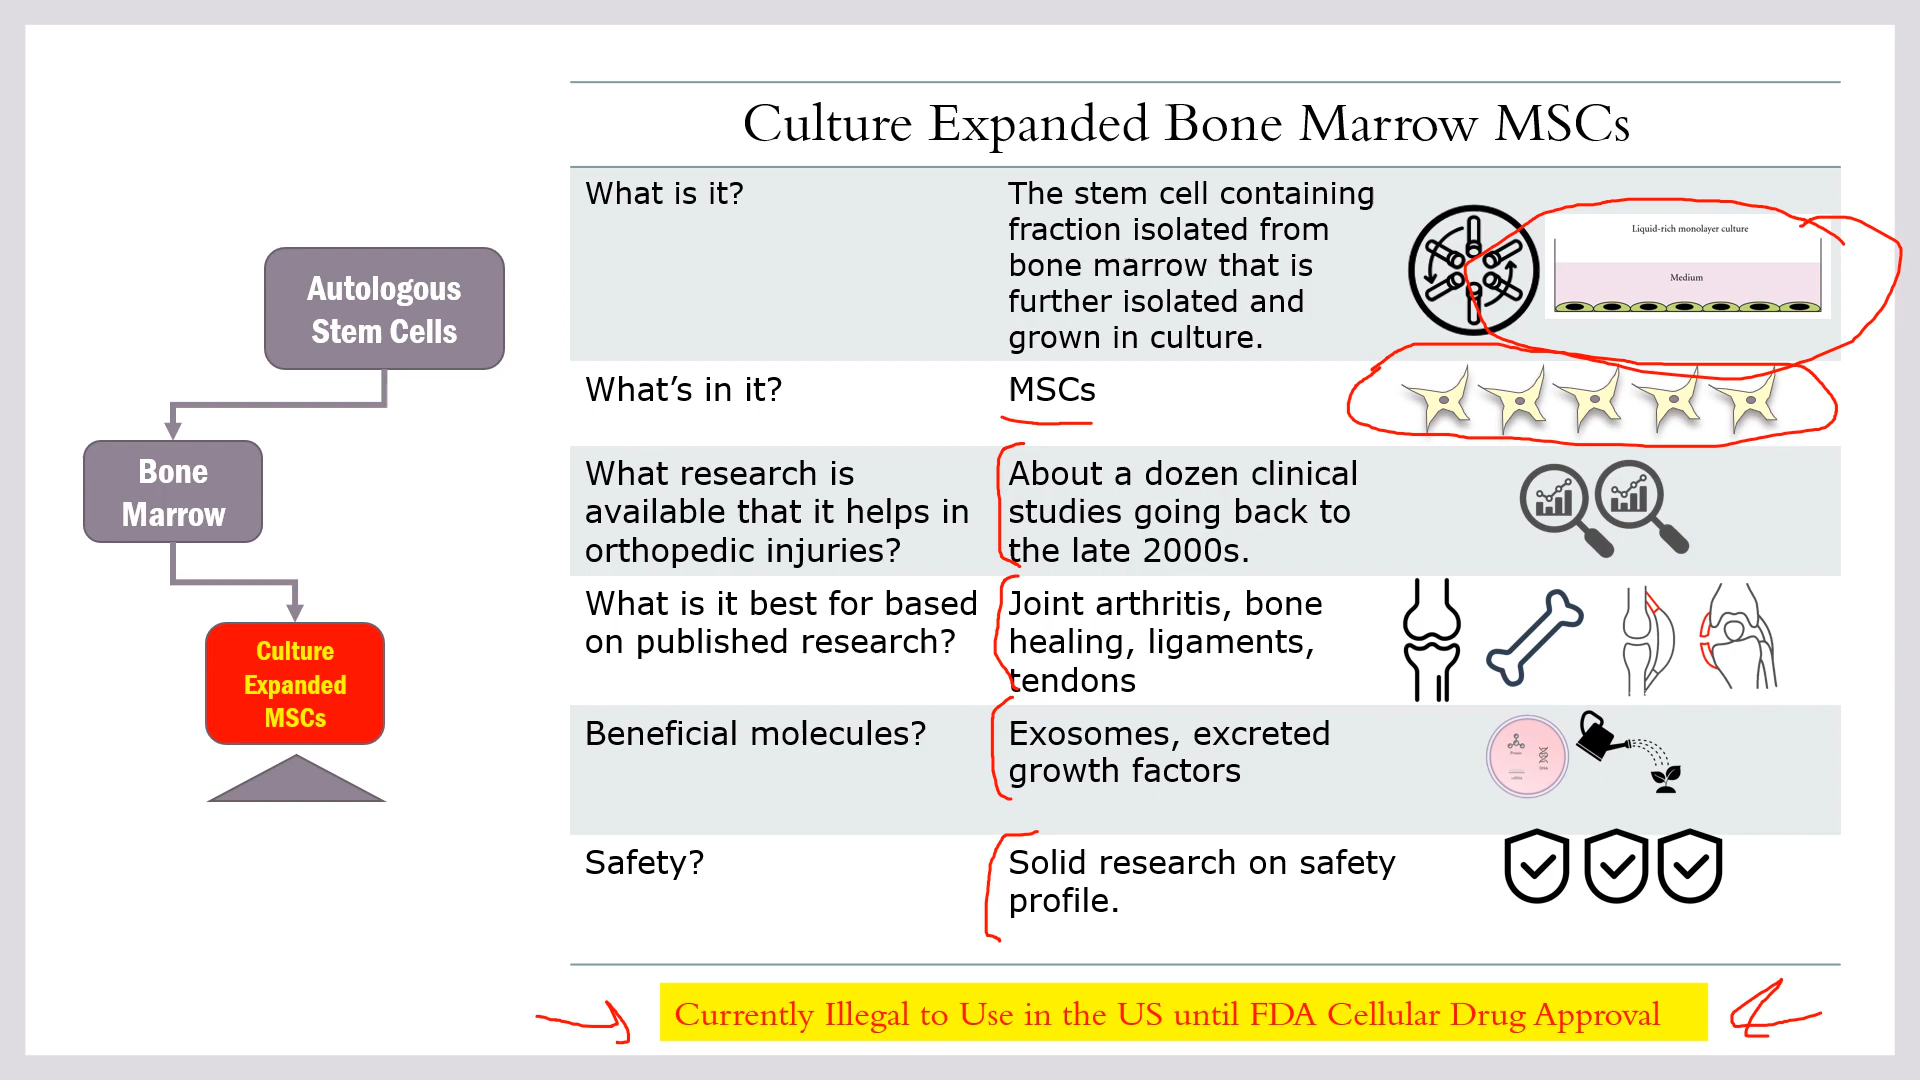 Culture Expanded Bone Marrow MSCs
Autologous
Stem Cells
Bone
Marrow
Culture
Expanded
MSCs
What is it?
The stem cell containing
fraction isolated from
bone marrow that is
further isolated and
grown in culture.
Liquid-rich monolayer culture
Medium
What’s in it?
MSCs
What research is
available that it helps in
orthopedic injuries?
About a dozen clinical
studies going back to
the late 2000s.
What is it best for based
on published research?
Joint arthritis, bone
healing, ligaments,
tendons
Beneficial molecules?
Exosomes, excreted
growth factors
Safety?
Solid research on safety
profile.
Currently Illegal to Use in the US until FDA Cellular Drug Approval